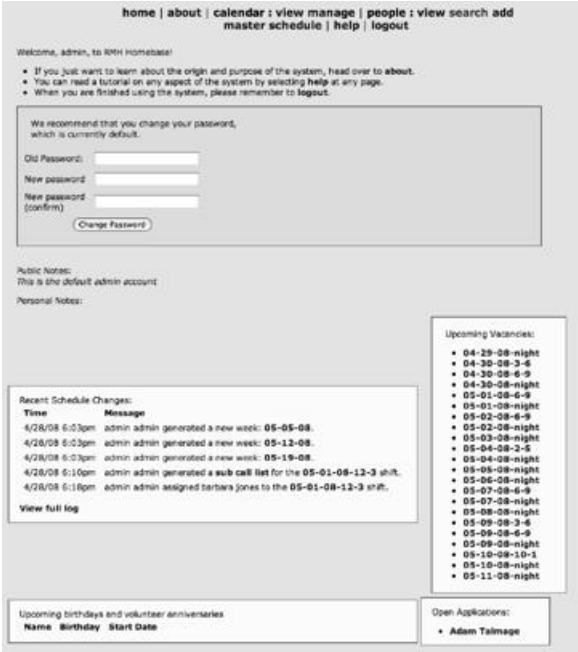 home | about | calendar : view manage | people : view search add
master schedule | help | logout
Welcome, admin, to RMH Homebase!
• If you just want to learn about the origin and purpose of the system, head over to about.
• You can read a tutorial on any aspect of the system by selecting help at any page.
• When you are finished using the system, please remember to logout.
We recommend that you change your password,
which is currently default.
Old Password:
New password
New password
(confirm)
Change Password
Public Notes:
This is the default admin account
Personal Notes:
Upcoming Vacancies:
• 04-29-08-night
• 04-30-08-3-6
• 04-30-08-6-9
• 04-30-08-night
• 05-01-08-6-9
• 05-01-08-night
• 05-02-08-6-9
• 05-02-08-night
• 05-03-08-night
• 05-04-08-2-5
• 05-04-08-night
• 05-05-08-night
• 05-06-08-night
• 05-07-08-6-9
• 05-07-08-night
• 05-08-08-night
• 05-09-08-3-6
• 05-09-08-6-9
• 05-09-08-night
• 05-10-08-10-1
• 05-10-08-night
• 05-11-08-night
Recent Schedule Changes:
Time Message
4/28/08 6:03pm admin admin generated a new week: 05-05-08.
4/28/08 6:03pm admin admin generated a new week: 05-12-08.
4/28/08 6:03pm admin admin generated a new week: 05-19-08.
4/28/08 6:10pm admin admin generated a sub call list for the 05-01-08-12-3 shift.
4/28/08 6:18pm admin admin assigned barbara jones to the 05-01-08-12-3 shift.
View full log
Upcoming birthdays and volunteer anniversaries
Name Birthday Start Date
Open Applications:
• Adam Talmage